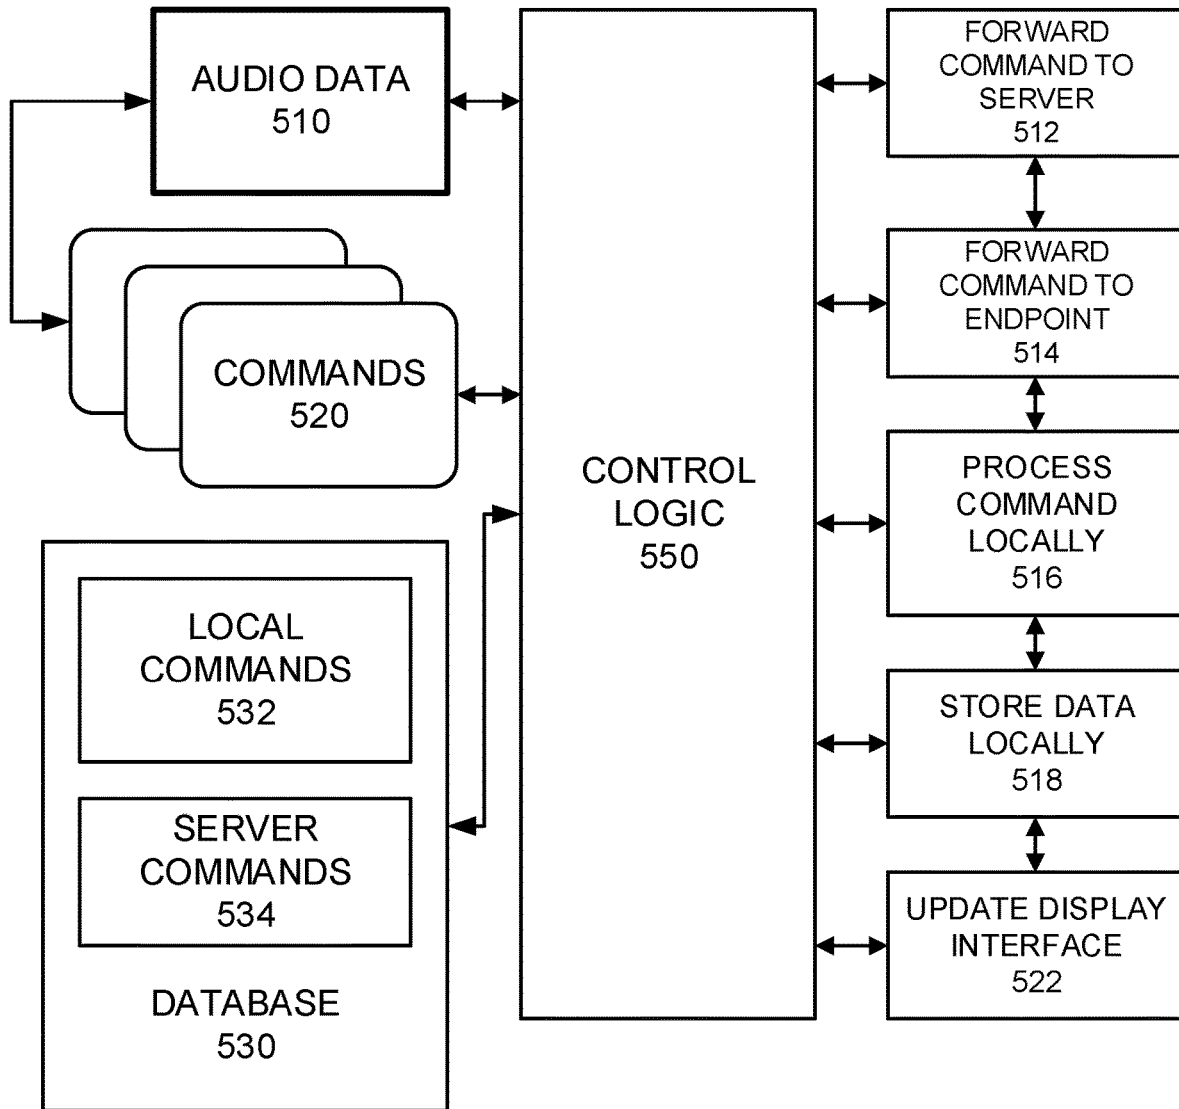 AUDIO DATA
510
COMMANDS
520
LOCAL
COMMANDS
532
SERVER
COMMANDS
534
DATABASE
530
CONTROL
LOGIC
550
FORWARD
COMMAND TO
SERVER
512
FORWARD
COMMAND TO
ENDPOINT
514
PROCESS
COMMAND
LOCALLY
516
STORE DATA
LOCALLY
518
UPDATE DISPLAY
INTERFACE
522